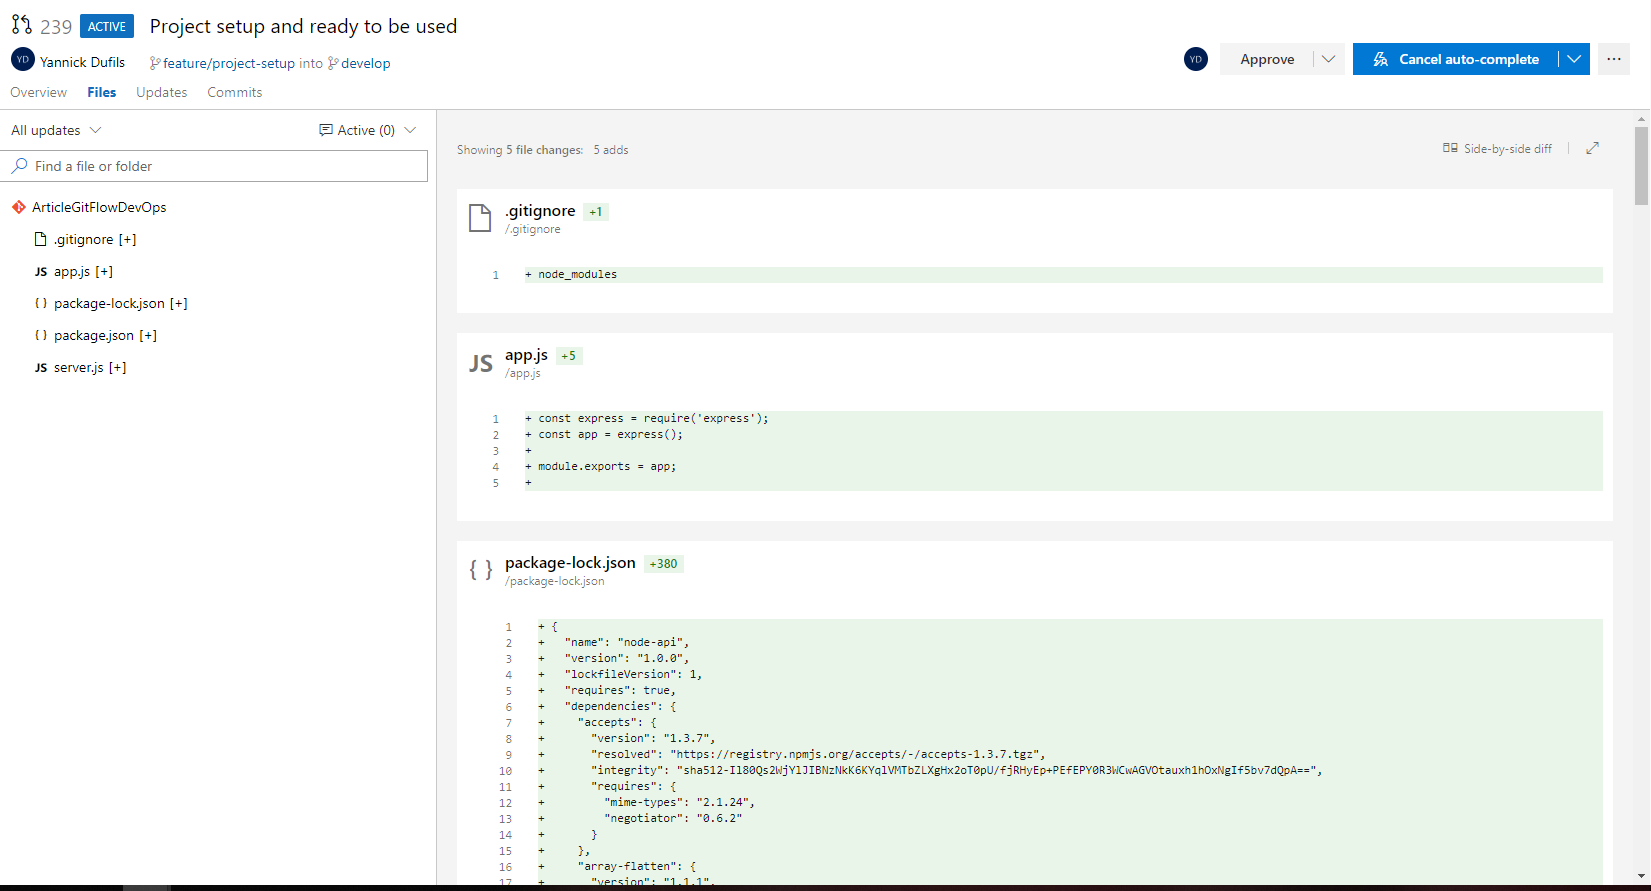 239 ACTIVE Project setup and ready to be used
YD Yannick Dufils feature/project-setup into develop
YD Approve Cancel auto-complete ...
Overview Files Updates Commits
All updates Active (0)
Find a file or folder
ArticleGitFlowDevOps
.gitignore [+]
JS app.js [+]
{ } package-lock.json [+]
{ } package.json [+]
JS server.js [+]
Showing 5 file changes: 5 adds
Side-by-side diff
.gitignore +1
/.gitignore
1 + node_modules
JS app.js +5
/app.js
1 + const express = require('express');
2 + const app = express();
3 +
4 + module.exports = app;
5 +
{ } package-lock.json +380
/package-lock.json
1 + {
2 + "name": "node-api",
3 + "version": "1.0.0",
4 + "lockfileVersion": 1,
5 + "requires": true,
6 + "dependencies": {
7 + "accepts": {
8 + "version": "1.3.7",
9 + "resolved": "https://registry.npmjs.org/accepts/-/accepts-1.3.7.tgz",
10 + "integrity": "sha512-Il80Qs2WjYlJIBNzNkK6KYqlVMTbZLXgHx2oT0pU/fjRHyEp+PEfEPY0R3WCwAGVOtauxh1hOxNgIf5bv7dQpA==",
11 + "requires": {
12 + "mime-types": "2.1.24",
13 + "negotiator": "0.6.2"
14 + }
15 + },
16 + "array-flatten": {
17 + "version": "1.1.1",